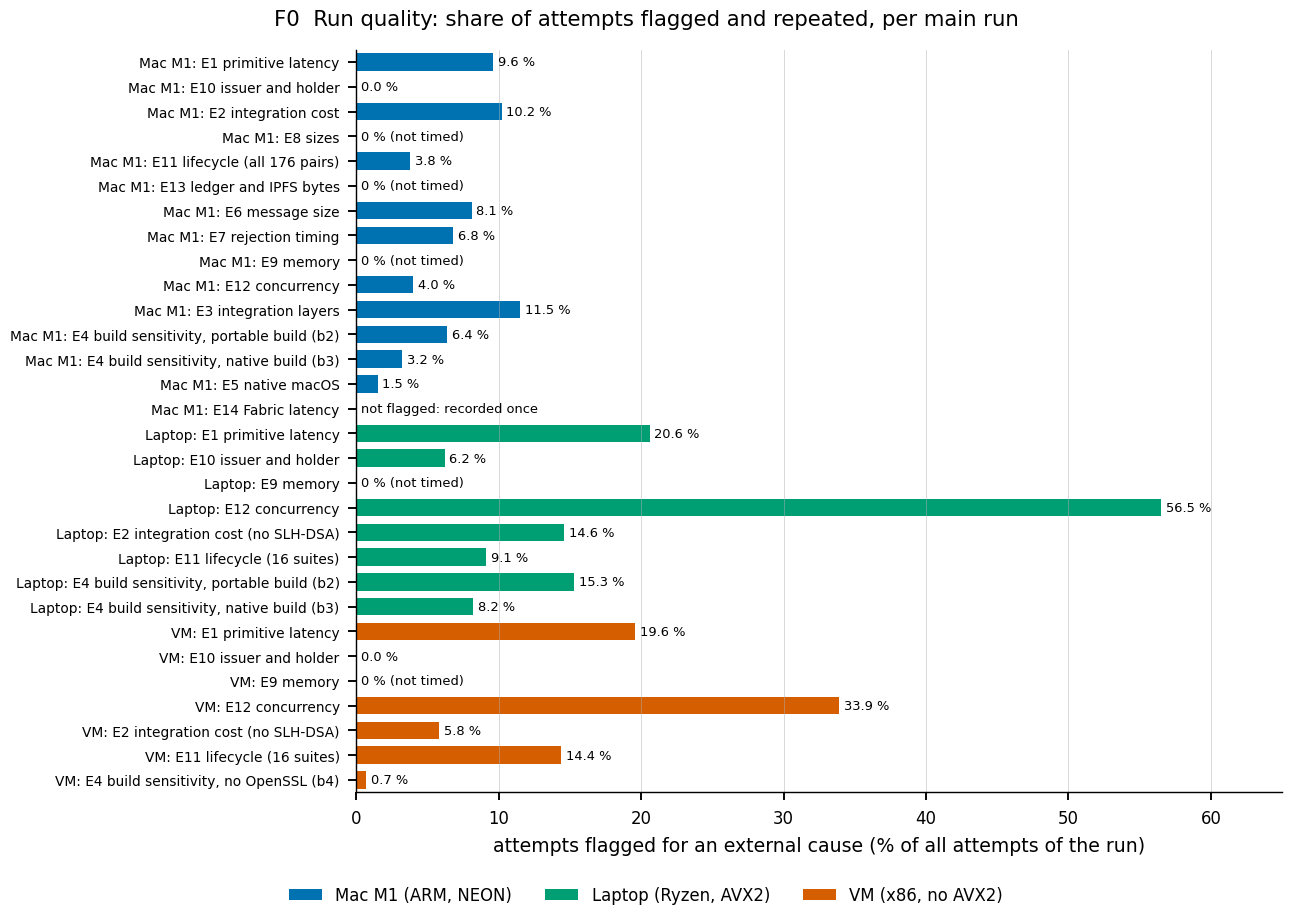 F0  Run quality: share of attempts flagged and repeated, per main run
Mac M1: E1 primitive latency 9.6 %
Mac M1: E10 issuer and holder 0.0 %
Mac M1: E2 integration cost 10.2 %
Mac M1: E8 sizes 0 % (not timed)
Mac M1: E11 lifecycle (all 176 pairs) 3.8 %
Mac M1: E13 ledger and IPFS bytes 0 % (not timed)
Mac M1: E6 message size 8.1 %
Mac M1: E7 rejection timing 6.8 %
Mac M1: E9 memory 0 % (not timed)
Mac M1: E12 concurrency 4.0 %
Mac M1: E3 integration layers 11.5 %
Mac M1: E4 build sensitivity, portable build (b2) 6.4 %
Mac M1: E4 build sensitivity, native build (b3) 3.2 %
Mac M1: E5 native macOS 1.5 %
Mac M1: E14 Fabric latency not flagged: recorded once
Laptop: E1 primitive latency 20.6 %
Laptop: E10 issuer and holder 6.2 %
Laptop: E9 memory 0 % (not timed)
Laptop: E12 concurrency 56.5 %
Laptop: E2 integration cost (no SLH-DSA) 14.6 %
Laptop: E11 lifecycle (16 suites) 9.1 %
Laptop: E4 build sensitivity, portable build (b2) 15.3 %
Laptop: E4 build sensitivity, native build (b3) 8.2 %
VM: E1 primitive latency 19.6 %
VM: E10 issuer and holder 0.0 %
VM: E9 memory 0 % (not timed)
VM: E12 concurrency 33.9 %
VM: E2 integration cost (no SLH-DSA) 5.8 %
VM: E11 lifecycle (16 suites) 14.4 %
VM: E4 build sensitivity, no OpenSSL (b4) 0.7 %
0 10 20 30 40 50 60
attempts flagged for an external cause (% of all attempts of the run)
Mac M1 (ARM, NEON) Laptop (Ryzen, AVX2) VM (x86, no AVX2)